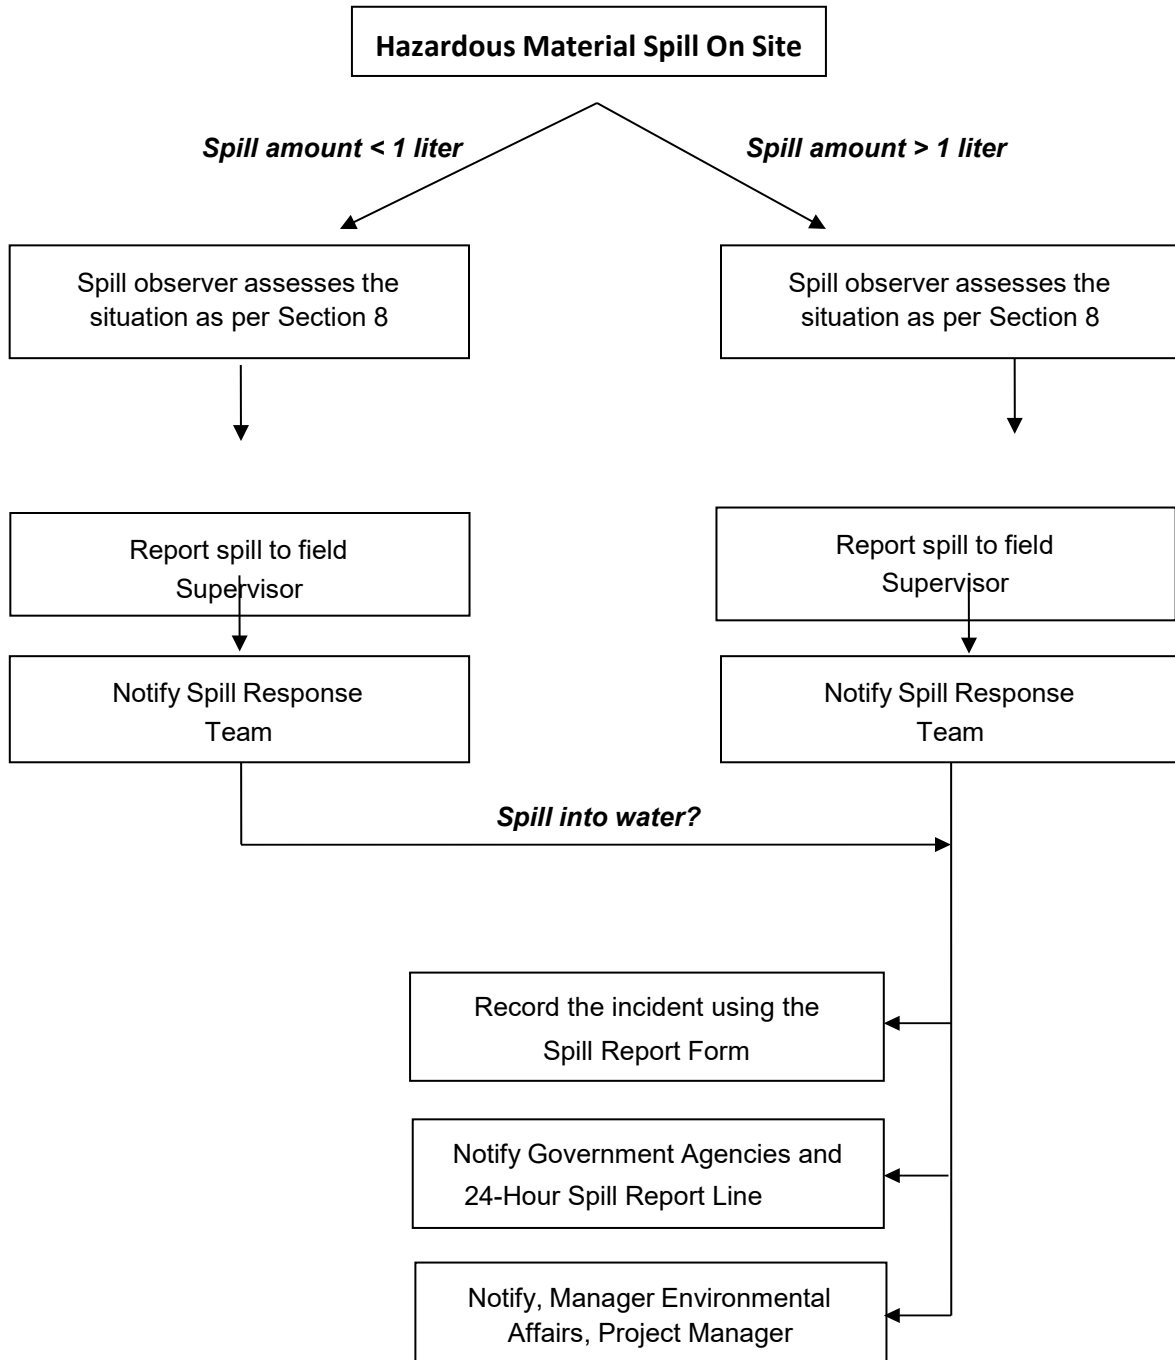 Hazardous Material Spill On Site
Spill amount < 1 liter
Spill amount > 1 liter
Spill observer assesses the
situation as per Section 8
Spill observer assesses the
situation as per Section 8
Report spill to field
Supervisor
Report spill to field
Supervisor
Notify Spill Response
Team
Notify Spill Response
Team
Spill into water?
Record the incident using the
Spill Report Form
Notify Government Agencies and
24-Hour Spill Report Line
Notify, Manager Environmental
Affairs, Project Manager